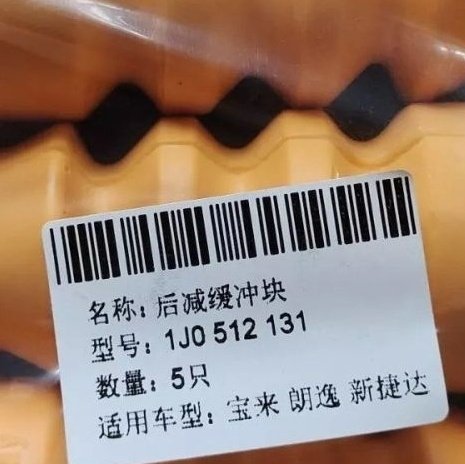 名称: 后减缓冲块
型号: 1J0 512 131
数量: 5只
适用车型: 宝来 朗逸 新捷达